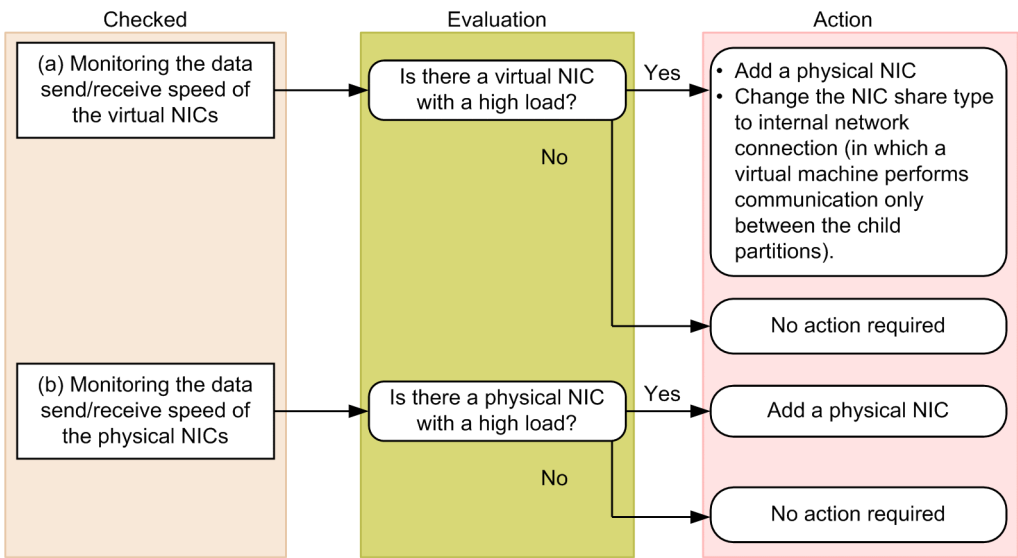 Checked
Evaluation
Action
(a) Monitoring the data
send/receive speed of
the virtual NICs
Is there a virtual NIC
with a high load?
Yes
• Add a physical NIC
• Change the NIC share type
to internal network
connection (in which a
virtual machine performs
communication only
between the child
partitions).
No
No action required
(b) Monitoring the data
send/receive speed of
the physical NICs
Is there a physical NIC
with a high load?
Yes
Add a physical NIC
No
No action required